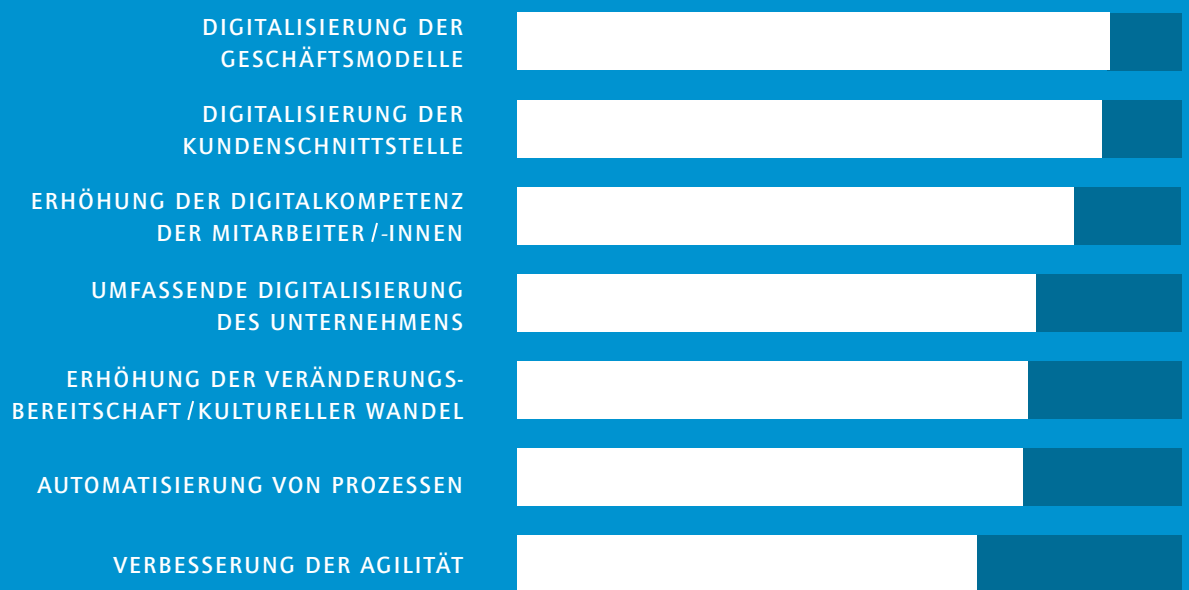 DIGITALISIERUNG DER
GESCHÄFTSMODELLE
DIGITALISIERUNG DER
KUNDENSCHNITTSTELLE
ERHÖHUNG DER DIGITALKOMPETENZ
DER MITARBEITER/-INNEN
UMFASSENDE DIGITALISIERUNG
DES UNTERNEHMENS
ERHÖHUNG DER VERÄNDERUNGS-
BEREITSCHAFT/KULTURELLER WANDEL
AUTOMATISIERUNG VON PROZESSEN
VERBESSERUNG DER AGILITÄT